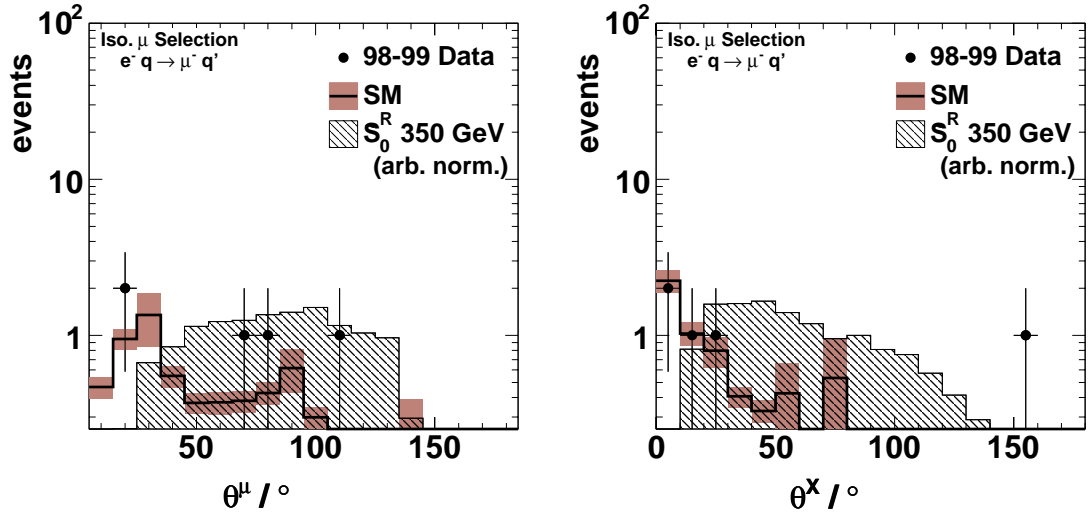 events
10²
10
1
Iso. μ Selection
e⁻ q → μ⁻ q'
98-99 Data
SM
S₀ᴿ 350 GeV
(arb. norm.)
50 100 150
θ^μ / °
events
10²
10
1
Iso. μ Selection
e⁻ q → μ⁻ q'
98-99 Data
SM
S₀ᴿ 350 GeV
(arb. norm.)
0 50 100 150
θ^X / °